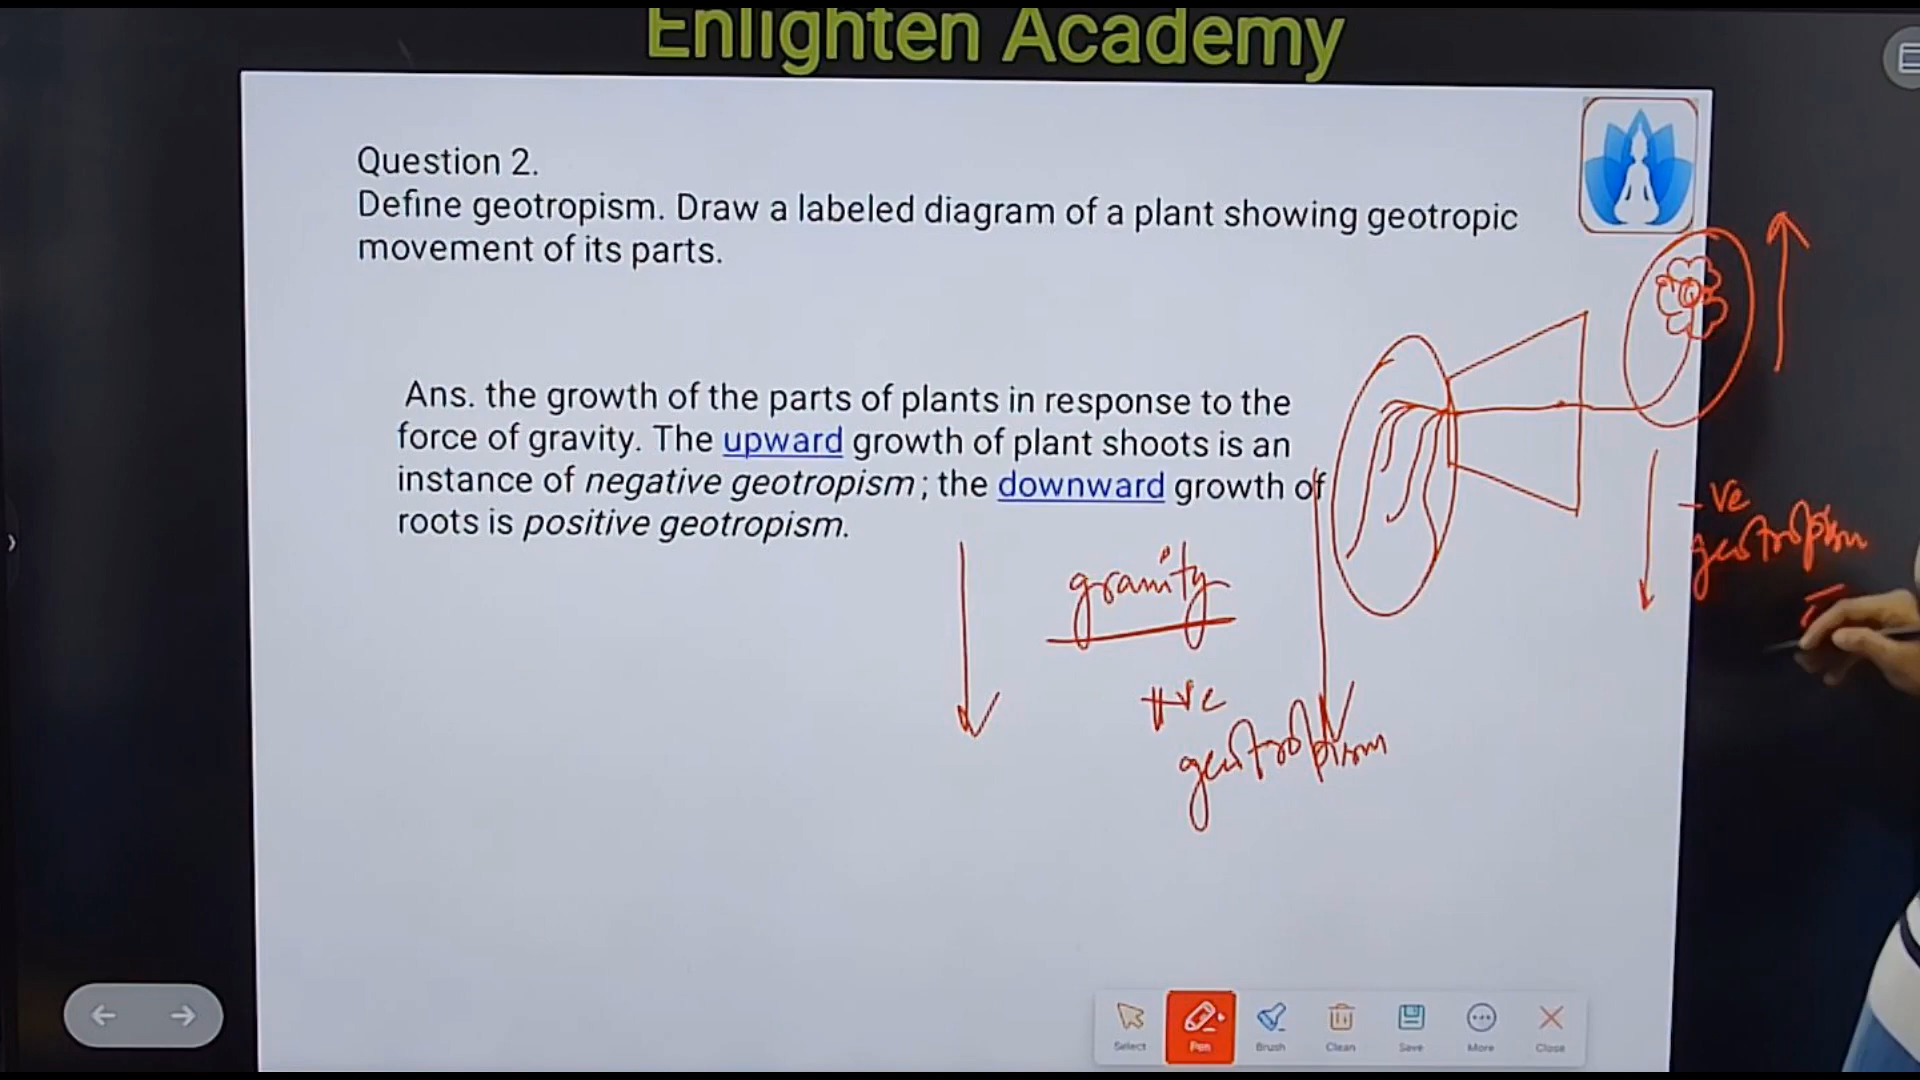 Enlighten Academy
Question 2.
Define geotropism. Draw a labeled diagram of a plant showing geotropic
movement of its parts.
Ans. the growth of the parts of plants in response to the
force of gravity. The upward growth of plant shoots is an
instance of negative geotropism; the downward growth of
roots is positive geotropism.
-ve
geotropism
gravity
+ve
geotropism
Select
Pen
Brush
Clean
Save
More
Close